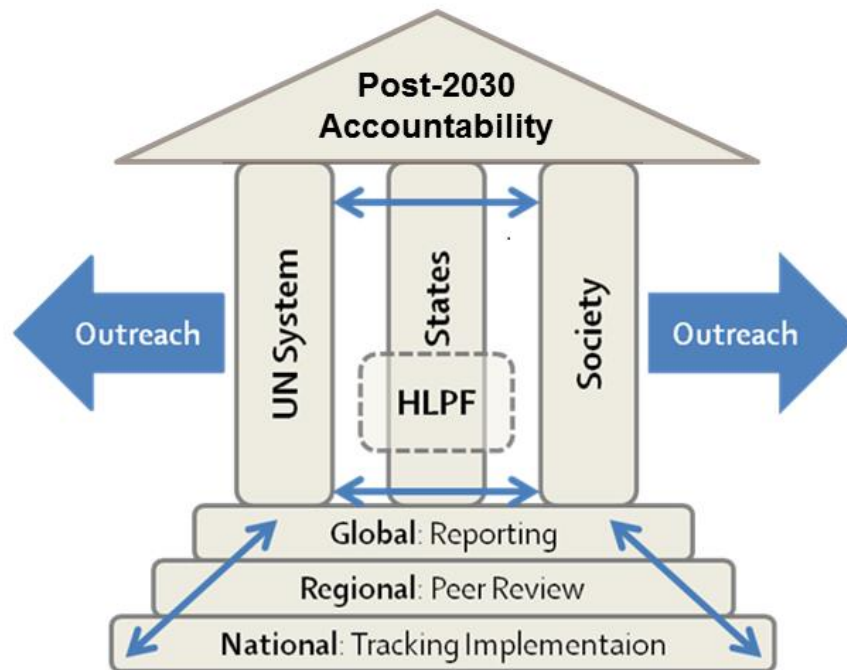 Post-2030
Accountability
UN System
States
Society
Outreach
Outreach
HLPF
Global: Reporting
Regional: Peer Review
National: Tracking Implementaion